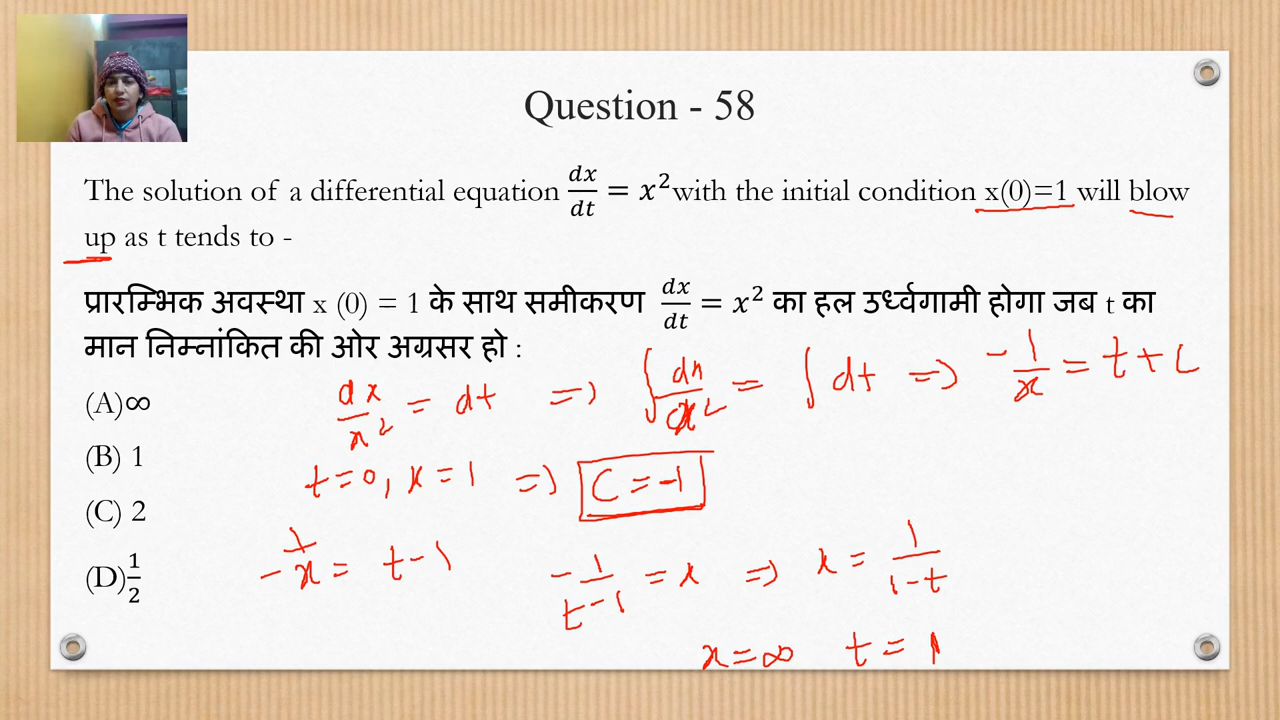 Question - 58
The solution of a differential equation dx/dt = x² with the initial condition x(0)=1 will blow
up as t tends to -
प्रारम्भिक अवस्था x (0) = 1 के साथ समीकरण dx/dt = x² का हल उर्ध्वगामी होगा जब t का
मान निम्नांकित की ओर अग्रसर हो :
(A)∞
(B) 1
(C) 2
(D) 1/2
dx/x² = dt ⇒ ∫ dx/x² = ∫ dt ⇒ -1/x = t + C
t=0, x=1 ⇒ C = -1
-1/x = t-1
-1/t-1 = x ⇒ x = 1/1-t
x=∞ t = 1